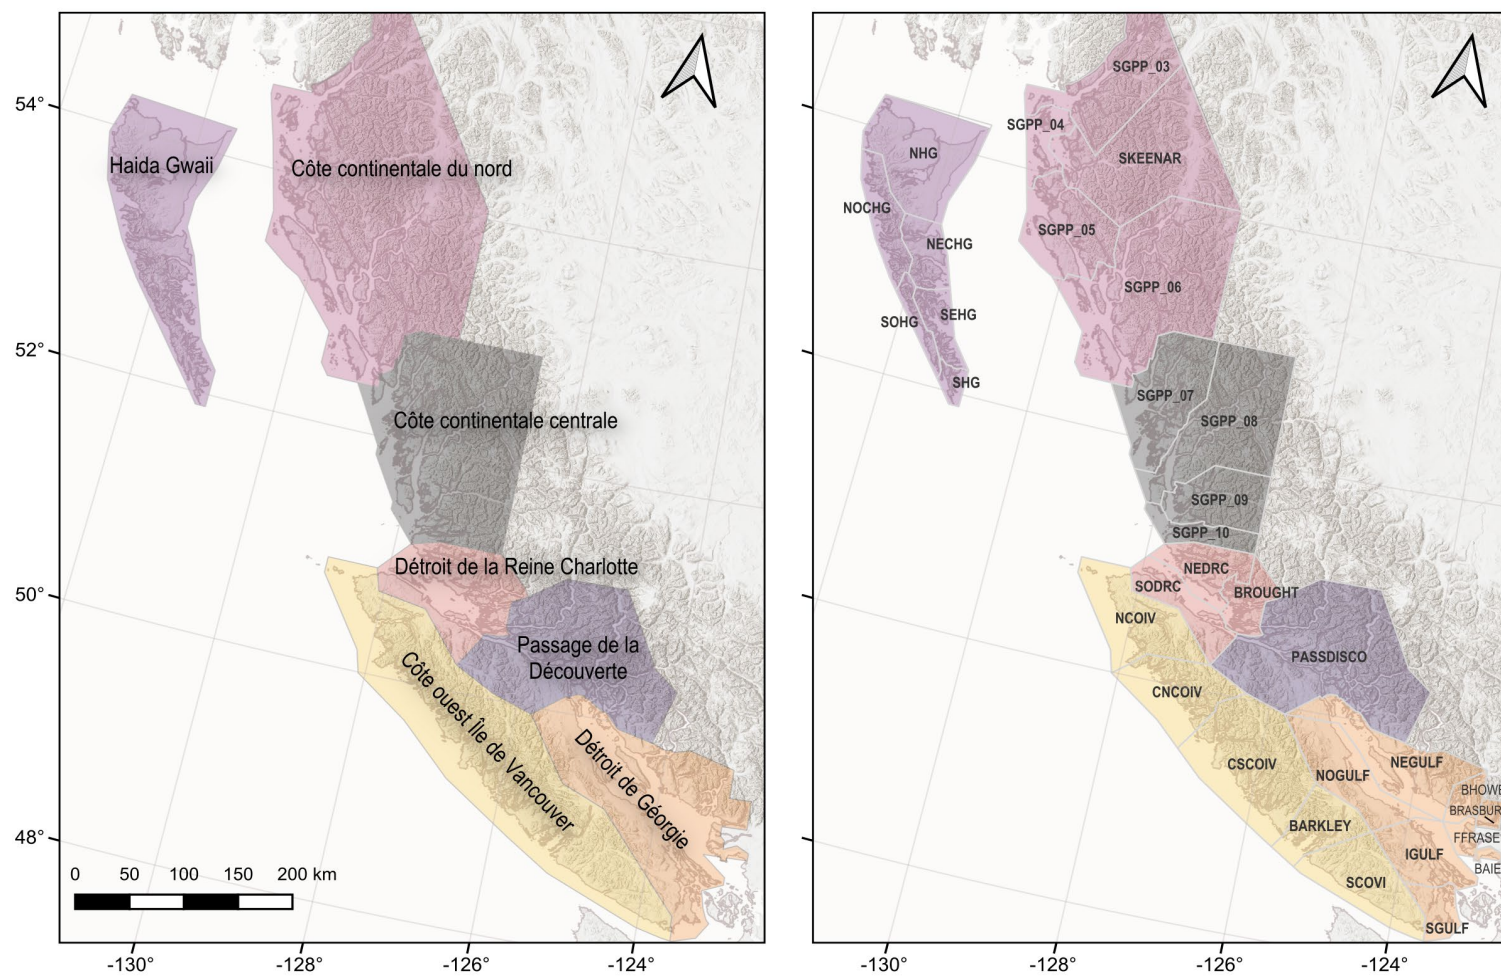 54°
52°
50°
48°
Haida Gwaii
Côte continentale du nord
Côte continentale centrale
Détroit de la Reine Charlotte
Passage de la
Découverte
Côte ouest Île de Vancouver
Détroit de Géorgie
0 50 100 150 200 km
-130° -128° -126° -124°
SGPP_03
SGPP_04
NHG
SKEENAR
NOCHG
SGPP_05
NECHG
SGPP_06
SEHG
SOHG
SHG
SGPP_07
SGPP_08
SGPP_09
SGPP_10
NEDRC
SODRC
BROUGHT
NCOIV
PASSDISCO
CNCOIV
CSCOIV
NOGULF
NEGULF
BHOWE
BRASBUR
BARKLEY
FFRASE
IGULF
BAIE
SCOVI
SGULF
-130° -128° -126° -124°